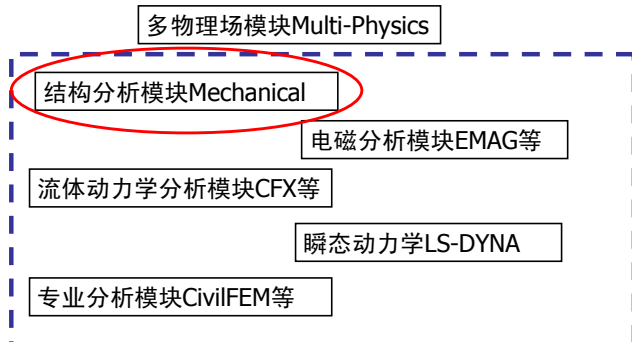 多物理场模块Multi-Physics
结构分析模块Mechanical
电磁分析模块EMAG等
流体动力学分析模块CFX等
瞬态动力学LS-DYNA
专业分析模块CivilFEM等